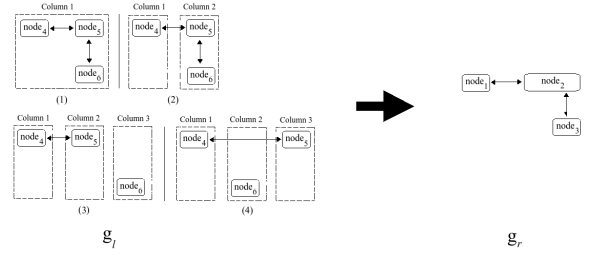 Column 1
Column 1 Column 2
node4 node5
node6
node4 node5
node6
(1) (2)
Column 1 Column 2 Column 3
node4 node5
node6
Column 1 Column 2 Column 3
node4 node5
node6
(3) (4)
gl
node1 node2
node3
gr